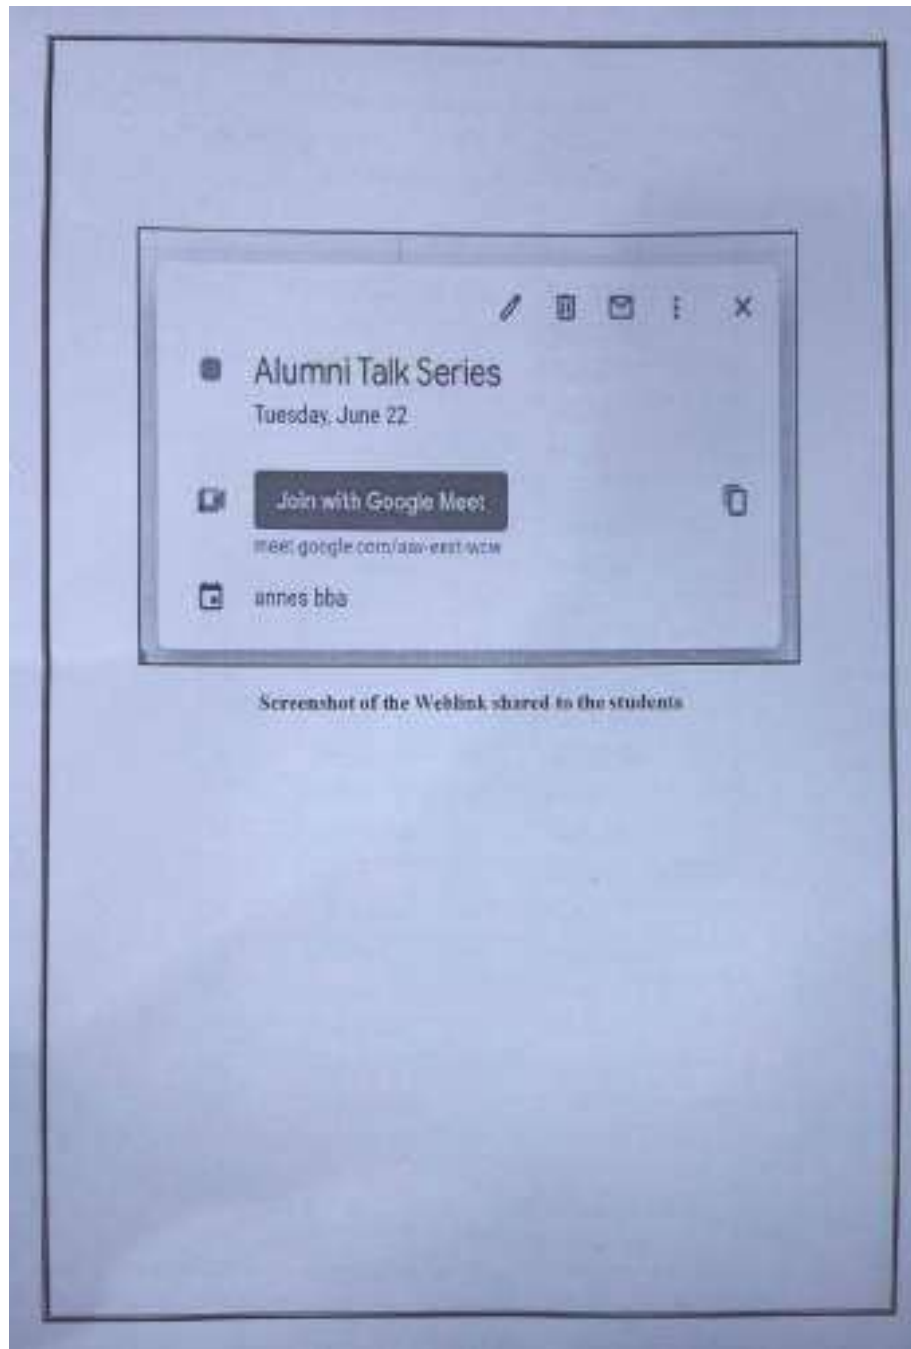 Alumni Talk Series
Tuesday, June 22
Join with Google Meet
annes bba
Screenshot of the Weblink shared to the students